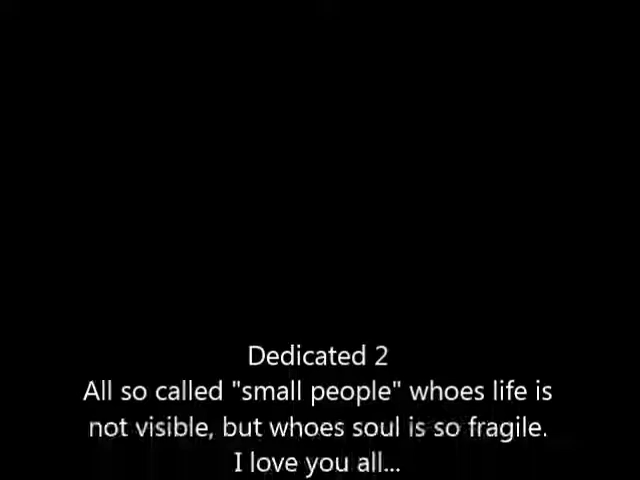 Dedicated 2
All so called "small people" whoes life is
not visible, but whoes soul is so fragile.
I love you all...